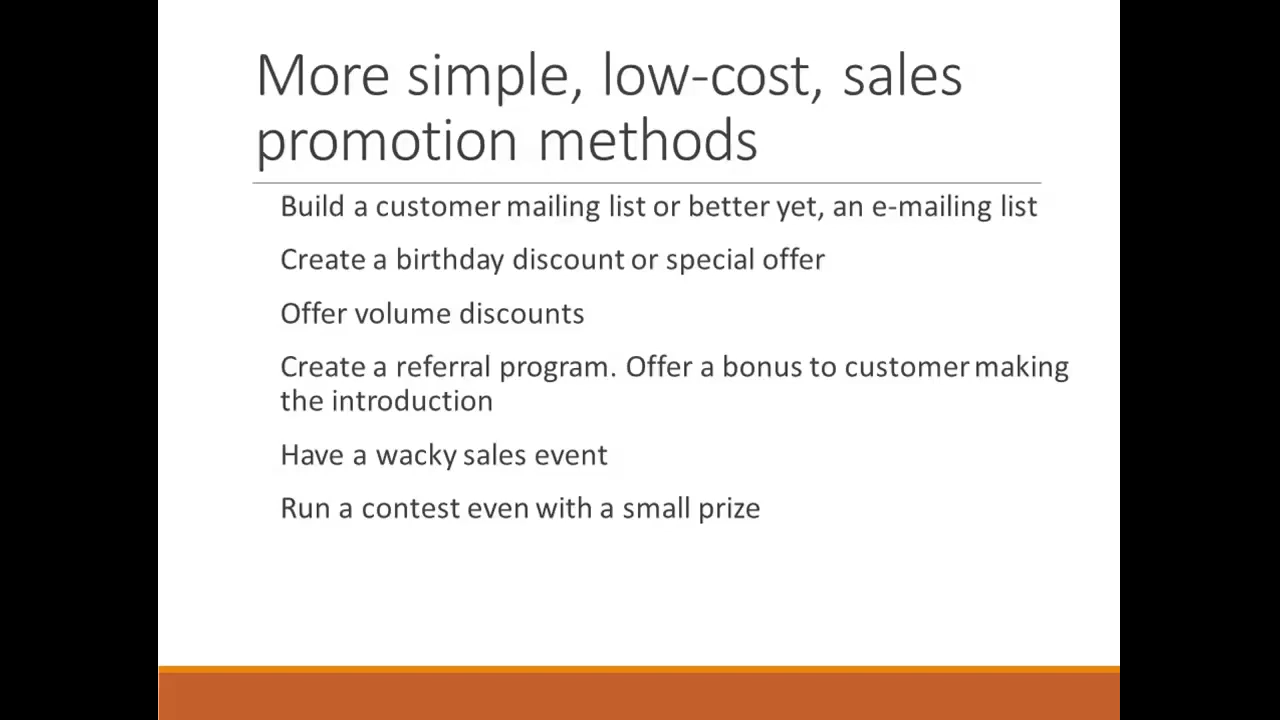 More simple, low-cost, sales
promotion methods
Build a customer mailing list or better yet, an e-mailing list
Create a birthday discount or special offer
Offer volume discounts
Create a referral program. Offer a bonus to customer making
the introduction
Have a wacky sales event
Run a contest even with a small prize